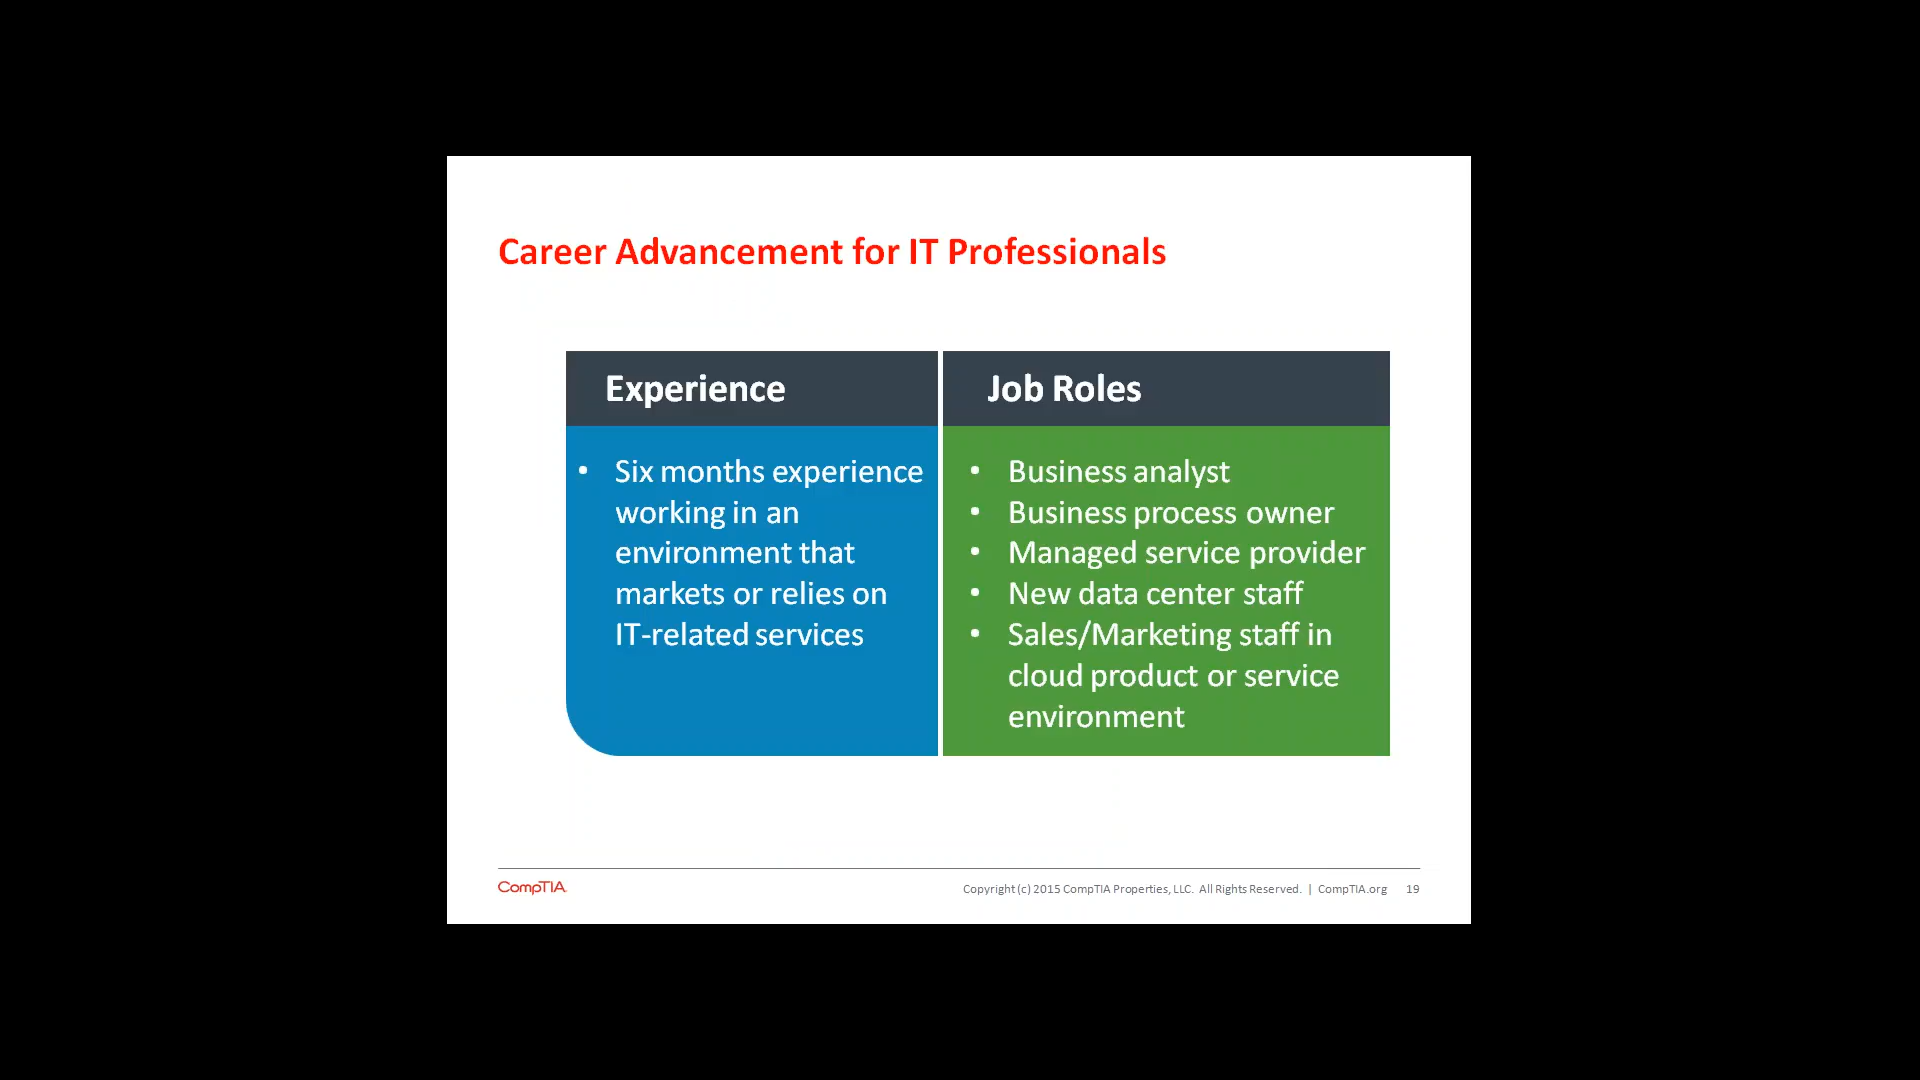 Career Advancement for IT Professionals
Experience
• Six months experience
working in an
environment that
markets or relies on
IT-related services
Job Roles
• Business analyst
• Business process owner
• Managed service provider
• New data center staff
• Sales/Marketing staff in
cloud product or service
environment
CompTIA
Copyright (c) 2015 CompTIA Properties, LLC. All Rights Reserved. | CompTIA.org 19